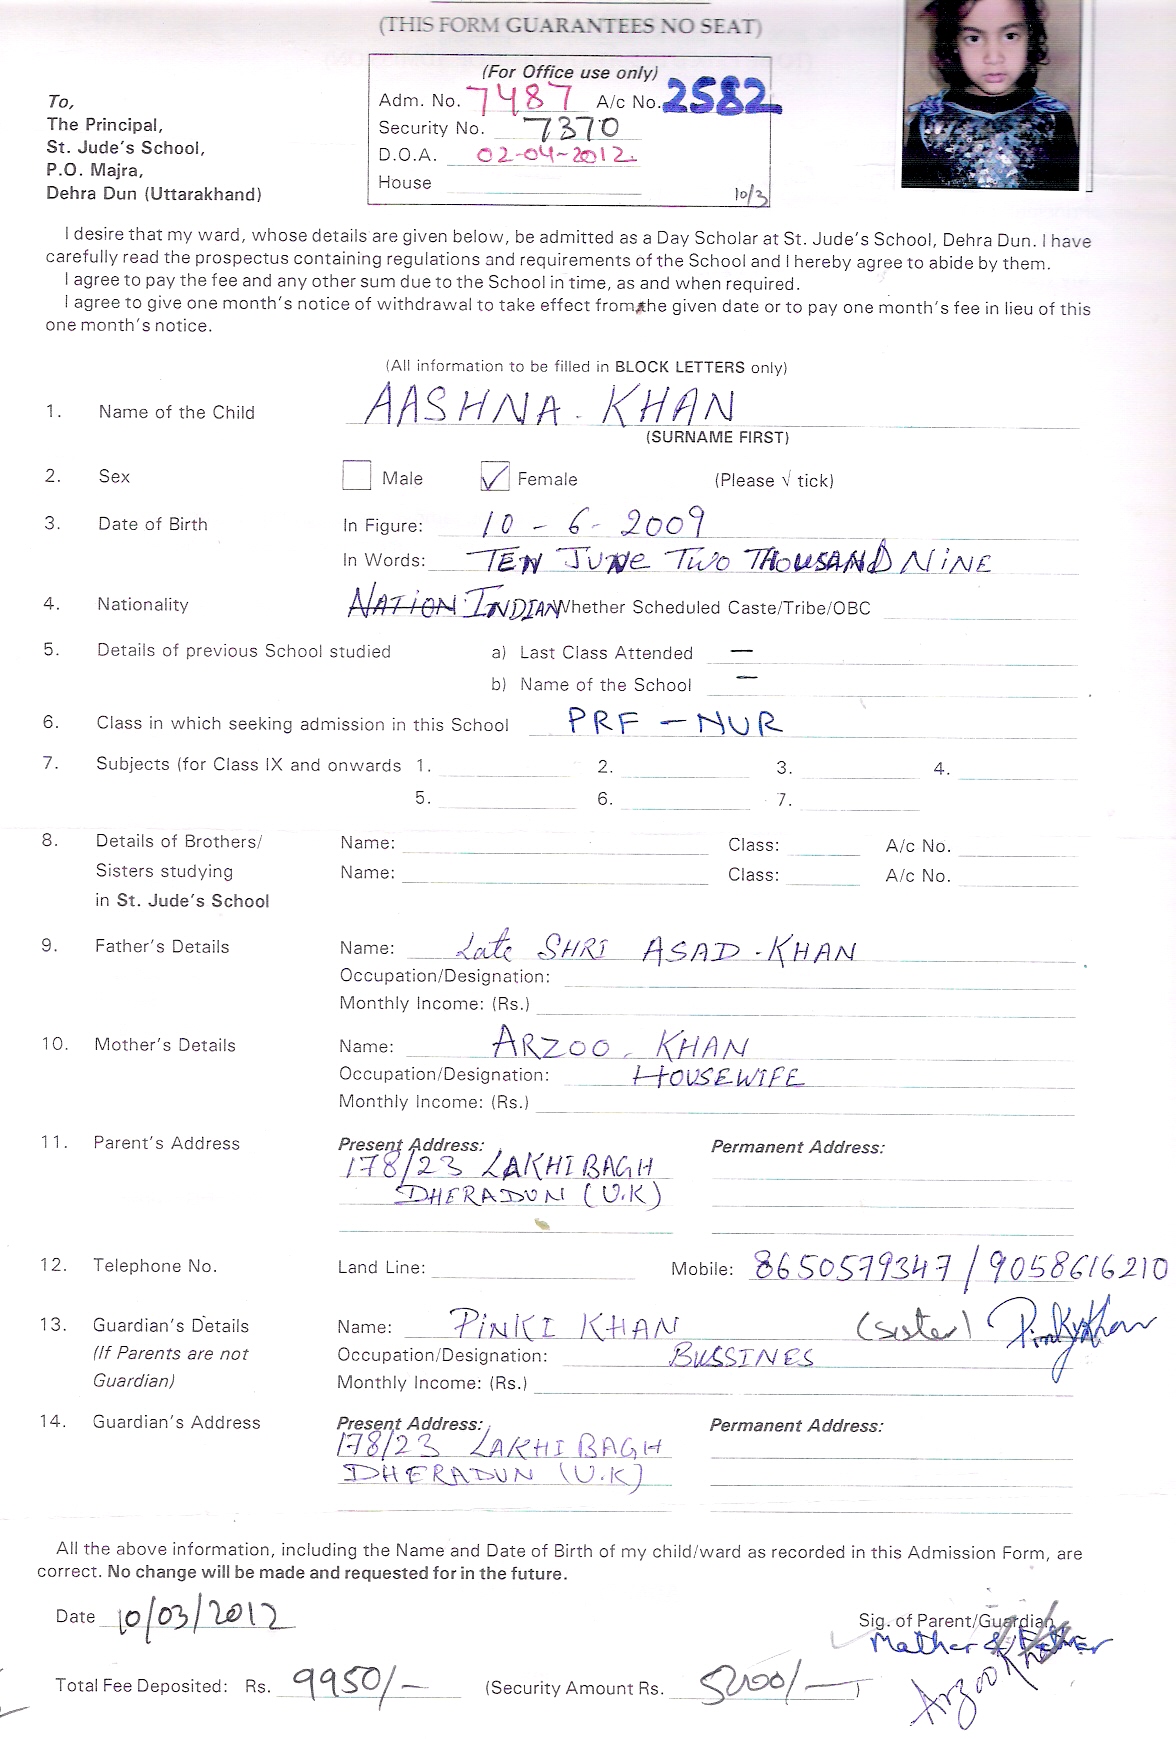 (THIS FORM GUARANTEES NO SEAT)
(For Office use only)
Adm. No. 7487 A/c No. 2582
Security No. 7370
D.O.A. 02-04-2012.
House
10/3
To,
The Principal,
St. Jude's School,
P.O. Majra,
Dehra Dun (Uttarakhand)
I desire that my ward, whose details are given below, be admitted as a Day Scholar at St. Jude's School, Dehra Dun. I have
carefully read the prospectus containing regulations and requirements of the School and I hereby agree to abide by them.
I agree to pay the fee and any other sum due to the School in time, as and when required.
I agree to give one month's notice of withdrawal to take effect from the given date or to pay one month's fee in lieu of this
one month's notice.
(All information to be filled in BLOCK LETTERS only)
1. Name of the Child AASHNA - KHAN
(SURNAME FIRST)
2. Sex Male ✓ Female (Please √ tick)
3. Date of Birth In Figure: 10 - 6 - 2009
In Words: TEN JUNe TWO THOUSAND NiNE
4. Nationality NATION INDIAN Whether Scheduled Caste/Tribe/OBC
5. Details of previous School studied a) Last Class Attended —
b) Name of the School —
6. Class in which seeking admission in this School PRF - NUR
7. Subjects (for Class IX and onwards 1. 2. 3. 4.
5. 6. 7.
8. Details of Brothers/ Name: Class: A/c No.
Sisters studying Name: Class: A/c No.
in St. Jude's School
9. Father's Details Name: Late SHRI ASAD - KHAN
Occupation/Designation:
Monthly Income: (Rs.)
10. Mother's Details Name: ARZOO - KHAN
Occupation/Designation: HOUSEWIFE
Monthly Income: (Rs.)
11. Parent's Address Present Address: Permanent Address:
178/23 LAKHI BAGH
DHERADUN (U.K)
12. Telephone No. Land Line: Mobile: 8650579347 / 9058616210
13. Guardian's Details Name: PiNKI KHAN (sister) Pinky Khan
(If Parents are not Occupation/Designation: BUSSINES
Guardian) Monthly Income: (Rs.)
14. Guardian's Address Present Address: Permanent Address:
178/23 LAKHI BAGH
DHERADUN (U.K)
All the above information, including the Name and Date of Birth of my child/ward as recorded in this Admission Form, are
correct. No change will be made and requested for in the future.
Date 10/03/2012 Sig. of Parent/Guardian
Mather & Father
Total Fee Deposited: Rs. 9950/- (Security Amount Rs. 5000/-)
Arzoo Khan